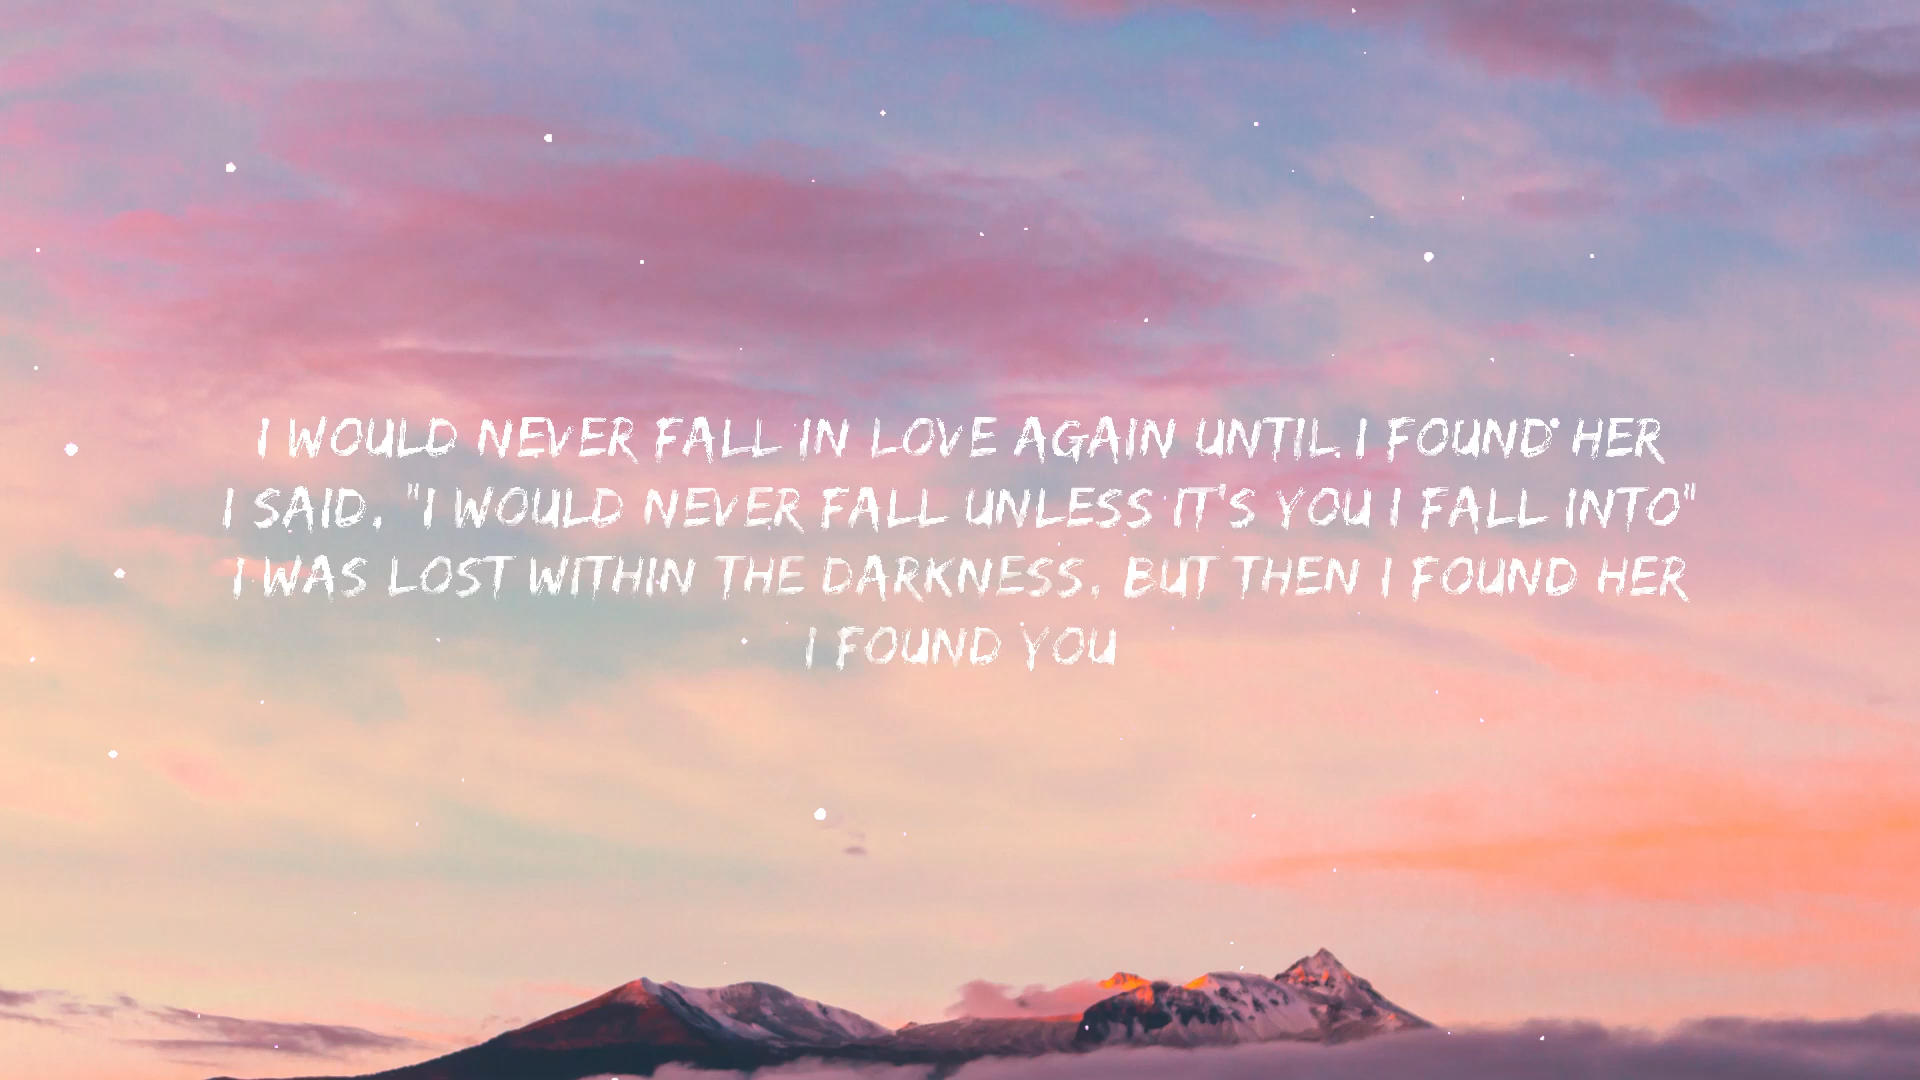 I WOULD NEVER FALL IN LOVE AGAIN UNTIL I FOUND HER
I SAID, "I WOULD NEVER FALL UNLESS IT'S YOU I FALL INTO"
I WAS LOST WITHIN THE DARKNESS, BUT THEN I FOUND HER
I FOUND YOU